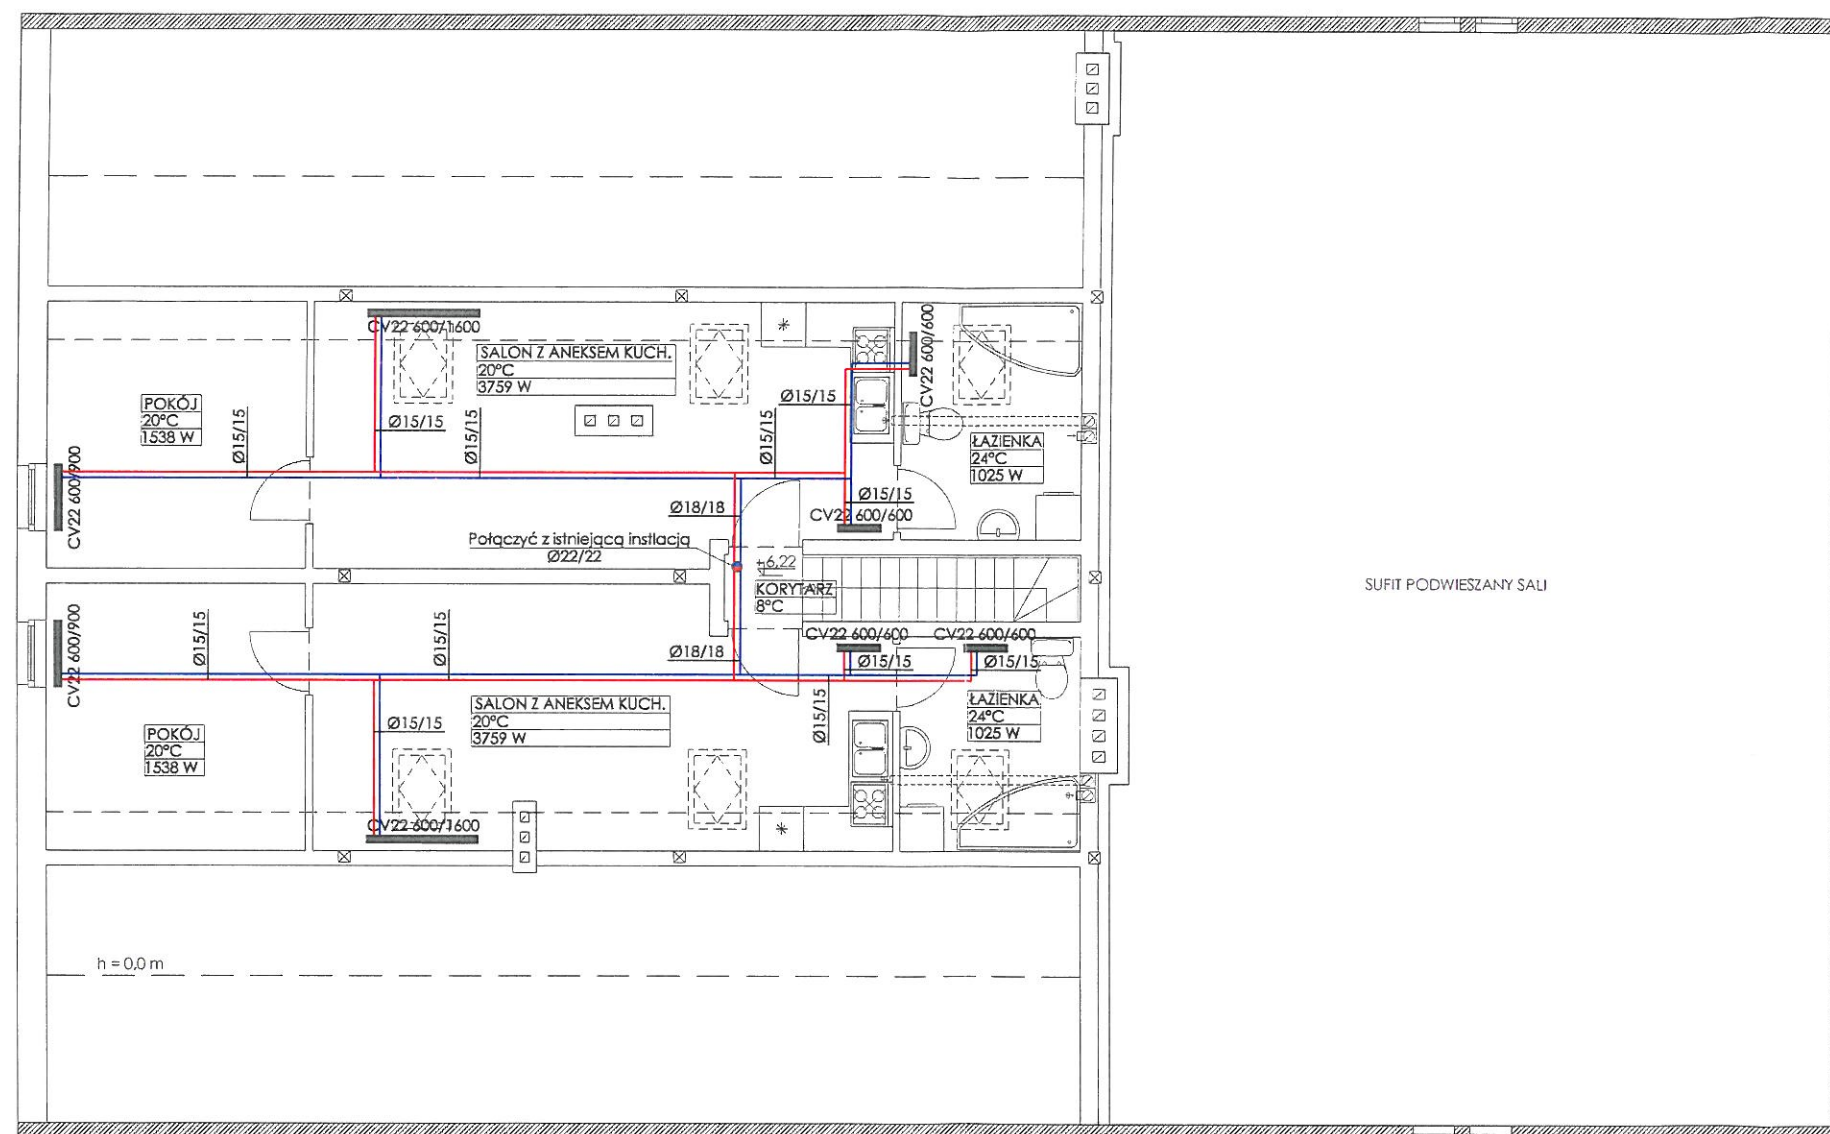 CV22 600/1600
SALON Z ANEKSEM KUCH.
20°C
3759 W
CV22 600/600
POKÓJ
20°C
1538 W
Ø15/15
Ø15/15
Ø15/15
Ø15/15
Ø15/15
ŁAZIENKA
24°C
1025 W
CV22 600/900
Ø18/18
Ø15/15
CV22 600/600
Połączyć z istniejącą instlacją
Ø22/22
+6,22
KORYTARZ
8°C
SUFIT PODWIESZANY SALI
CV22 600/900
Ø15/15
Ø15/15
Ø18/18
CV22 600/600
CV22 600/600
Ø15/15
Ø15/15
SALON Z ANEKSEM KUCH.
20°C
3759 W
Ø15/15
Ø15/15
ŁAZIENKA
24°C
1025 W
POKÓJ
20°C
1538 W
CV22 600/1600
h = 0,0 m